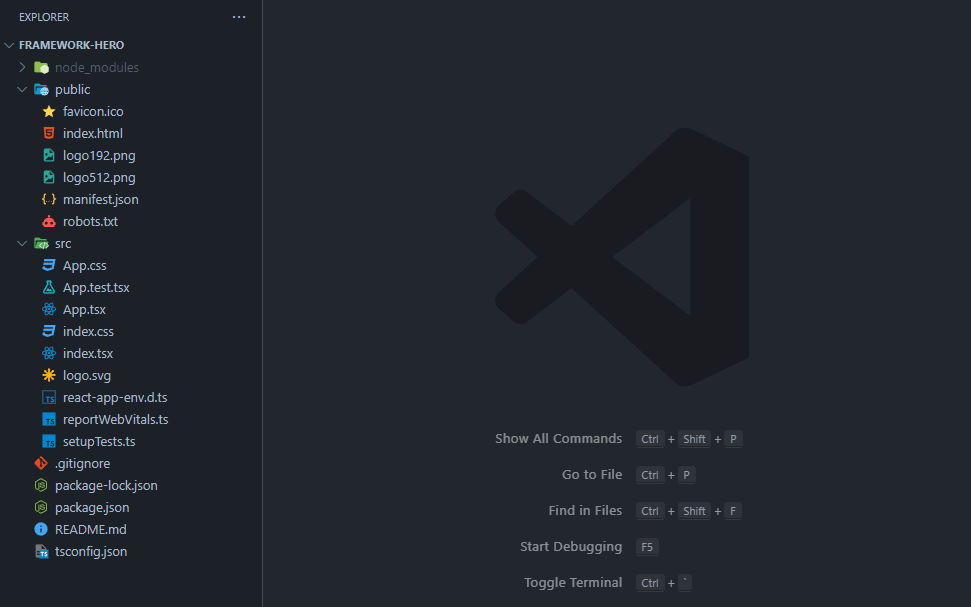 EXPLORER
FRAMEWORK-HERO
node_modules
public
favicon.ico
index.html
logo192.png
logo512.png
manifest.json
robots.txt
src
App.css
App.test.tsx
App.tsx
index.css
index.tsx
logo.svg
react-app-env.d.ts
reportWebVitals.ts
setupTests.ts
.gitignore
package-lock.json
package.json
README.md
tsconfig.json
Show All Commands Ctrl + Shift + P
Go to File Ctrl + P
Find in Files Ctrl + Shift + F
Start Debugging F5
Toggle Terminal Ctrl + `